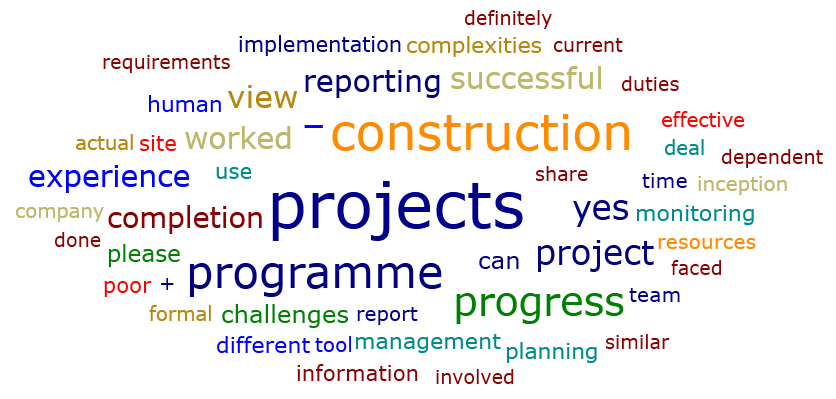 definitely
implementation complexities current
requirements
reporting successful duties
human view
– construction effective
actual site worked deal
dependent
experience use share time inception
projects yes
company completion monitoring
done please can project resources
faced
poor + programme
progress team
formal challenges report
different tool management planning similar
information involved